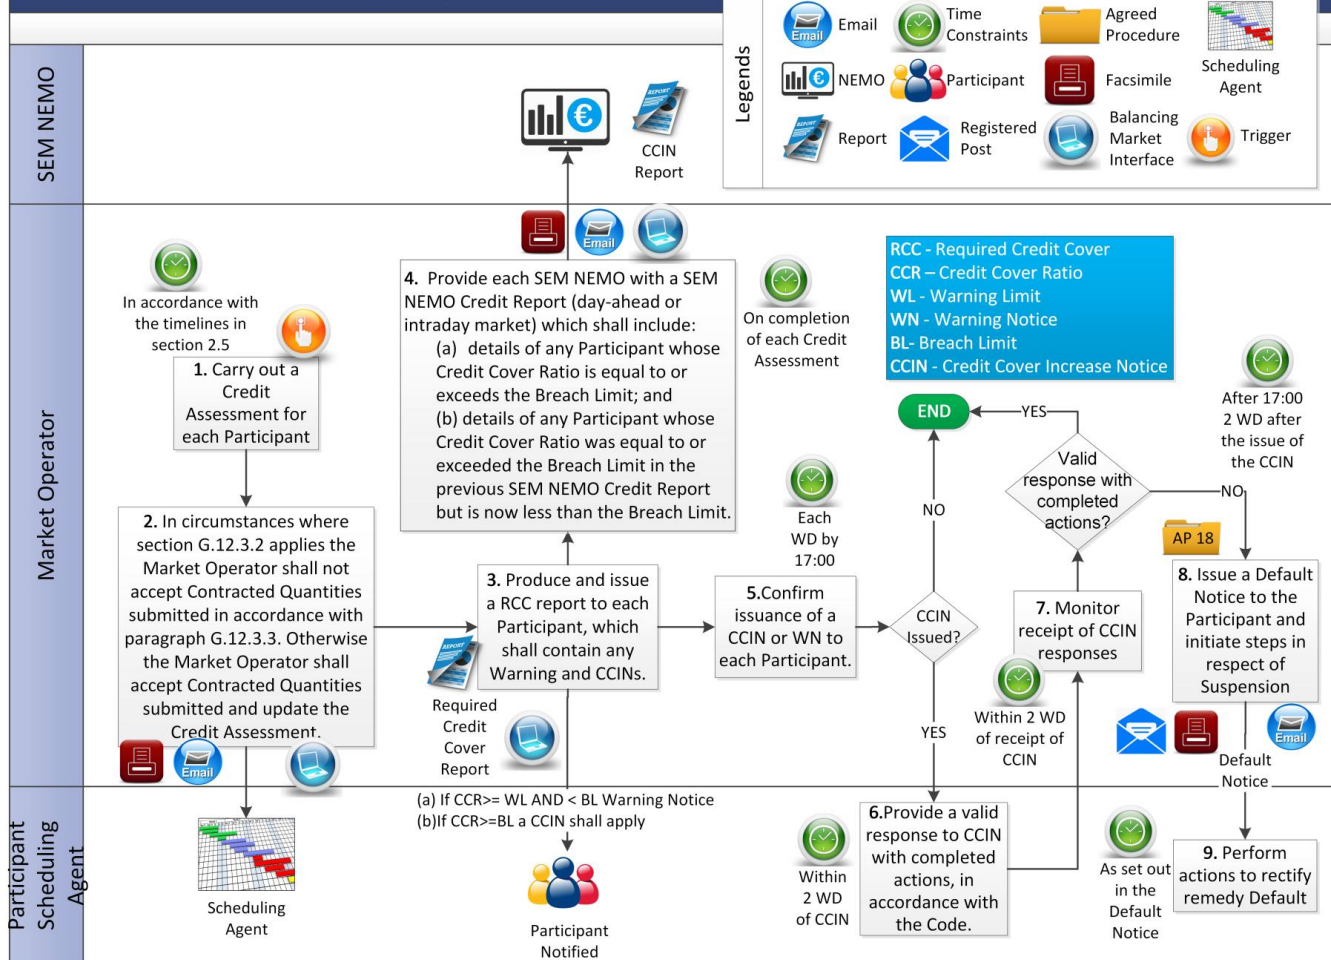 Legends
Email
Time
Constraints
Agreed
Procedure
Scheduling
Agent
NEMO
Participant
Facsimile
Report
Registered
Post
Balancing
Market
Interface
Trigger
Email
REPORT
SEM NEMO
REPORT
CCIN
Report
Market Operator
In accordance with
the timelines in
section 2.5
1. Carry out a
Credit
Assessment for
each Participant
2. In circumstances where
section G.12.3.2 applies the
Market Operator shall not
accept Contracted Quantities
submitted in accordance with
paragraph G.12.3.3. Otherwise
the Market Operator shall
accept Contracted Quantities
submitted and update the
Credit Assessment.
Email
Email
4. Provide each SEM NEMO with a SEM
NEMO Credit Report (day-ahead or
intraday market) which shall include:
(a) details of any Participant whose
Credit Cover Ratio is equal to or
exceeds the Breach Limit; and
(b) details of any Participant whose
Credit Cover Ratio was equal to or
exceeded the Breach Limit in the
previous SEM NEMO Credit Report
but is now less than the Breach Limit.
On completion
of each Credit
Assessment
3. Produce and issue
a RCC report to each
Participant, which
shall contain any
Warning and CCINs.
REPORT
Required
Credit
Cover
Report
Each
WD by
17:00
5.Confirm
issuance of a
CCIN or WN to
each Participant.
RCC - Required Credit Cover
CCR – Credit Cover Ratio
WL - Warning Limit
WN - Warning Notice
BL- Breach Limit
CCIN - Credit Cover Increase Notice
END
YES
NO
CCIN
Issued?
YES
Valid
response with
completed
actions?
NO
7. Monitor
receipt of CCIN
responses
Within 2 WD
of receipt of
CCIN
After 17:00
2 WD after
the issue of
the CCIN
AP 18
8. Issue a Default
Notice to the
Participant and
initiate steps in
respect of
Suspension
Email
Default
Notice
Participant
Scheduling
Agent
Scheduling
Agent
(a) If CCR>= WL AND < BL Warning Notice
(b)If CCR>=BL a CCIN shall apply
Participant
Notified
Within
2 WD
of CCIN
6.Provide a valid
response to CCIN
with completed
actions, in
accordance with
the Code.
As set out
in the
Default
Notice
9. Perform
actions to rectify
remedy Default